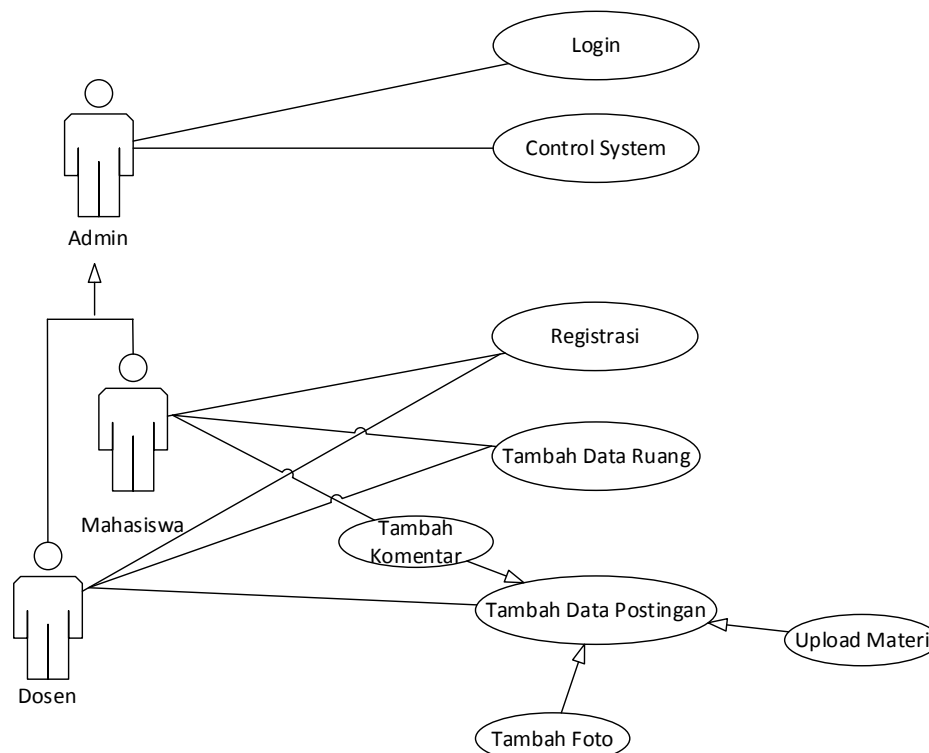 Login
Control System
Admin
Registrasi
Tambah Data Ruang
Mahasiswa
Tambah
Komentar
Tambah Data Postingan
Upload Materi
Dosen
Tambah Foto